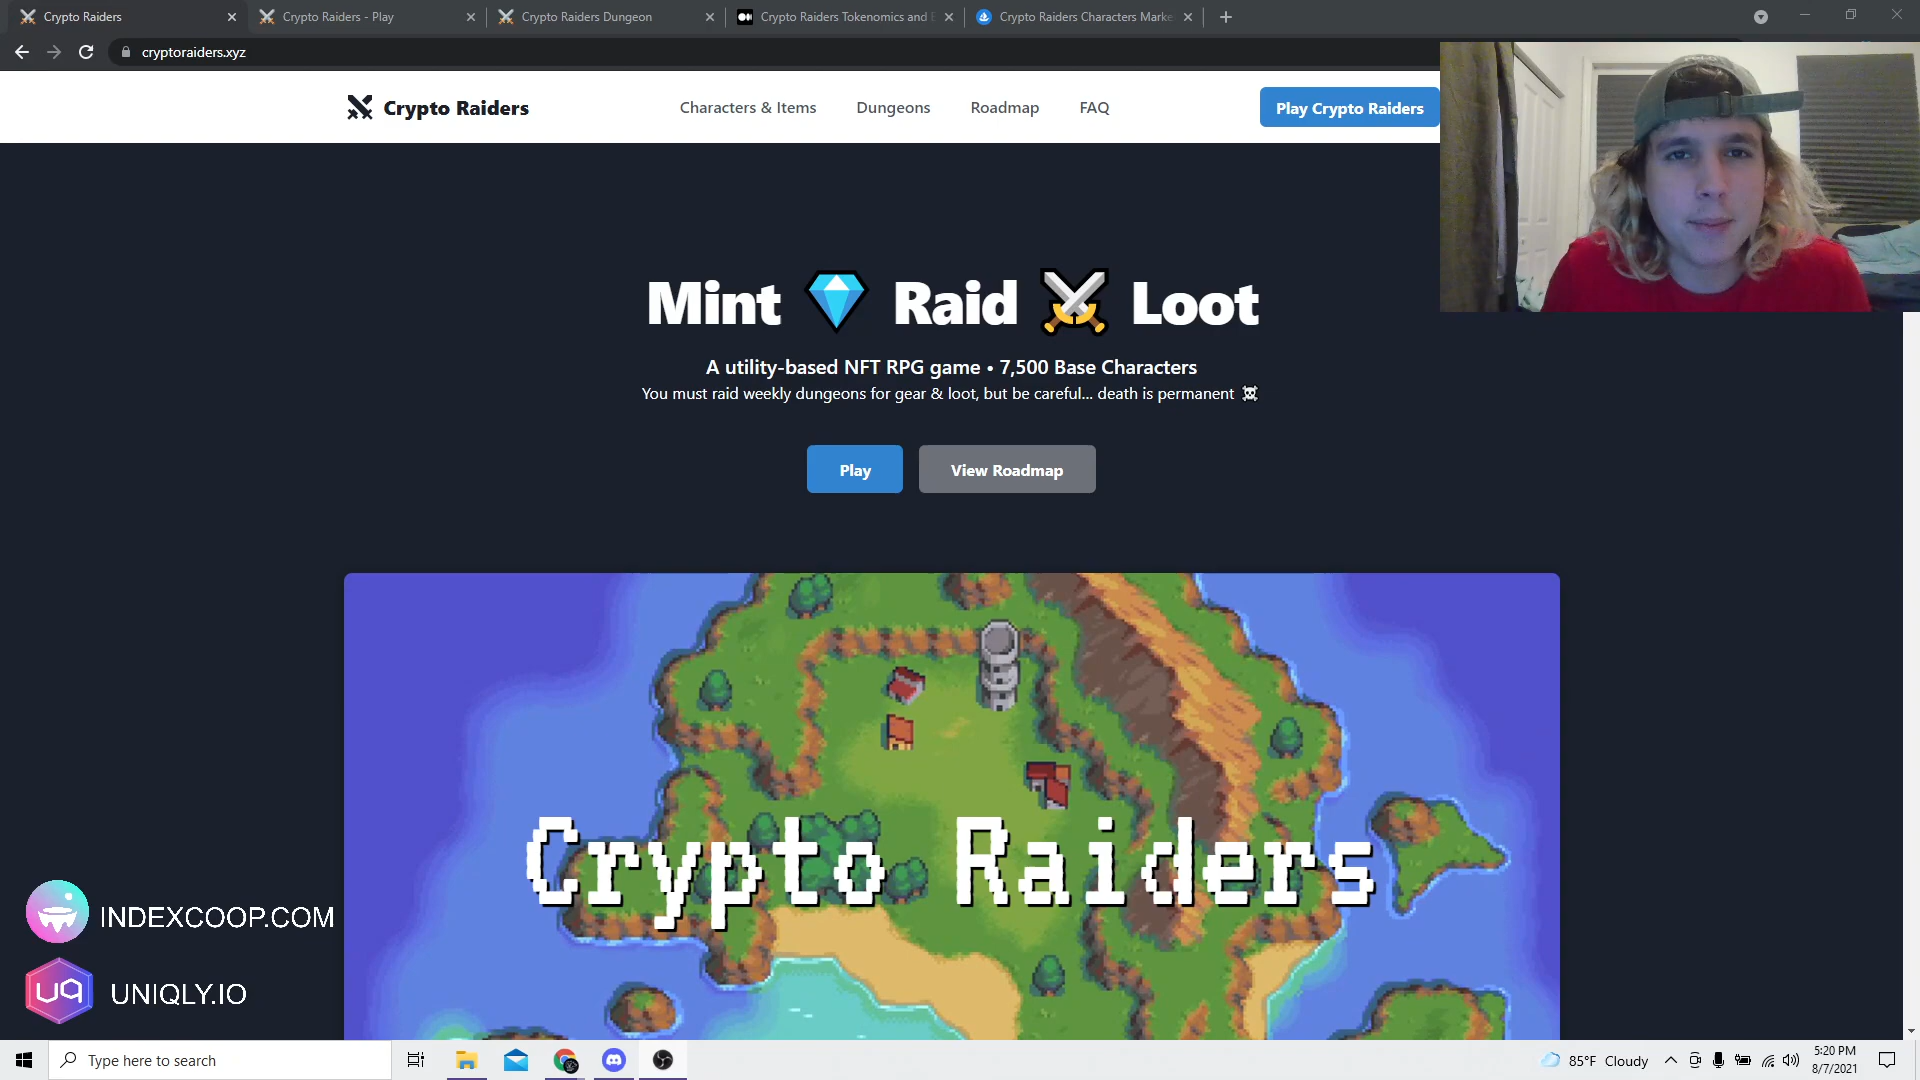 Crypto Raiders
Crypto Raiders - Play
Crypto Raiders Dungeon
Crypto Raiders Tokenomics and E
Crypto Raiders Characters Marke
cryptoraiders.xyz
Crypto Raiders
Characters & Items
Dungeons
Roadmap
FAQ
Play Crypto Raiders
Mint 💎 Raid ⚔️ Loot
A utility-based NFT RPG game • 7,500 Base Characters
You must raid weekly dungeons for gear & loot, but be careful... death is permanent ☠️
Play
View Roadmap
Crypto Raiders
INDEXCOOP.COM
UQ
UNIQLY.IO
Type here to search
85°F Cloudy
5:20 PM
8/7/2021